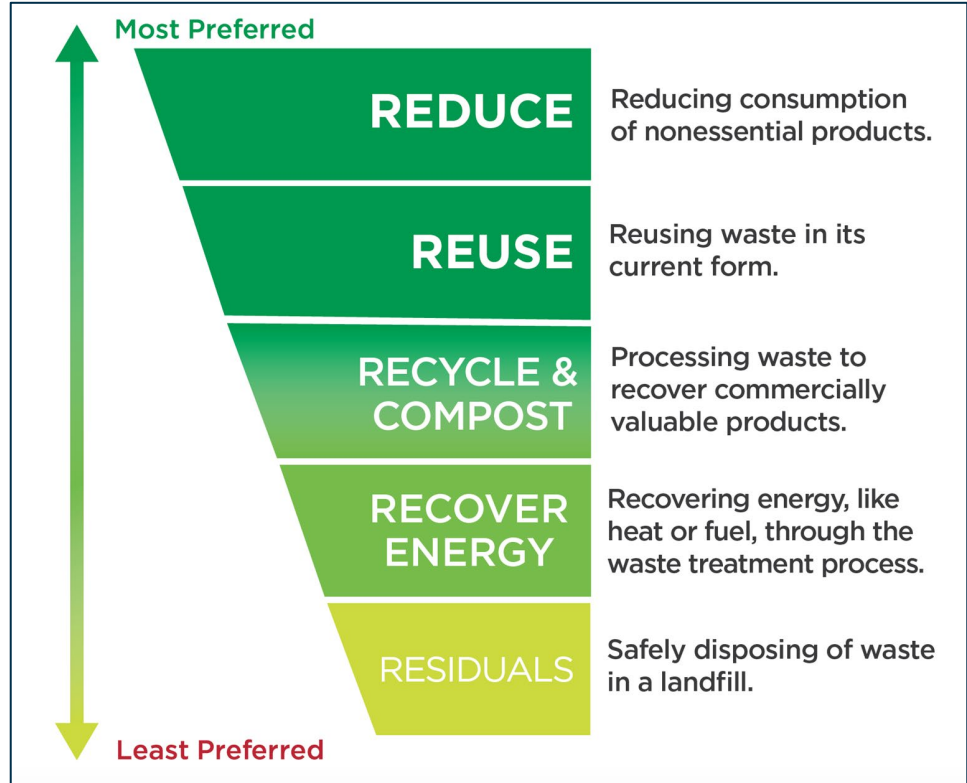 Most Preferred
REDUCE
Reducing consumption
of nonessential products.
REUSE
Reusing waste in its
current form.
RECYCLE &
COMPOST
Processing waste to
recover commercially
valuable products.
RECOVER
ENERGY
Recovering energy, like
heat or fuel, through the
waste treatment process.
RESIDUALS
Safely disposing of waste
in a landfill.
Least Preferred